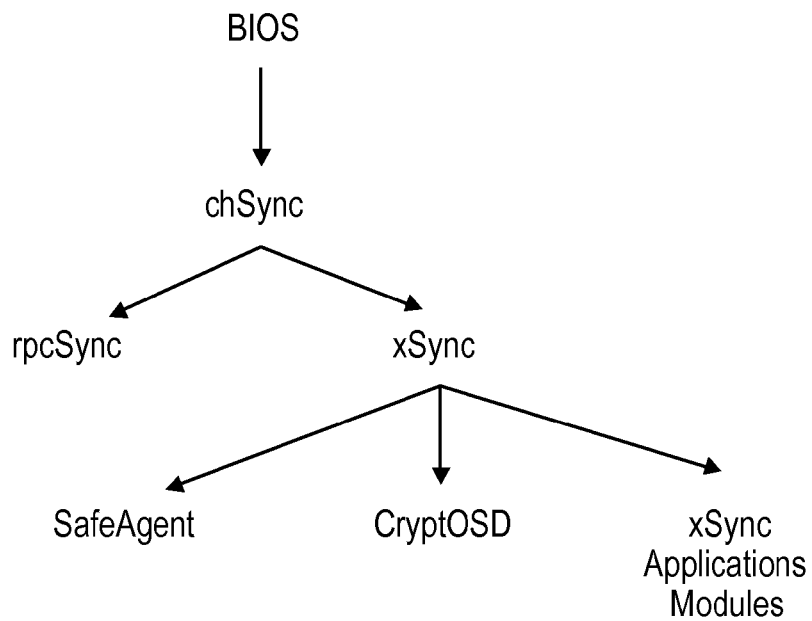 BIOS
chSync
rpcSync
xSync
SafeAgent
CryptOSD
xSync
Applications
Modules